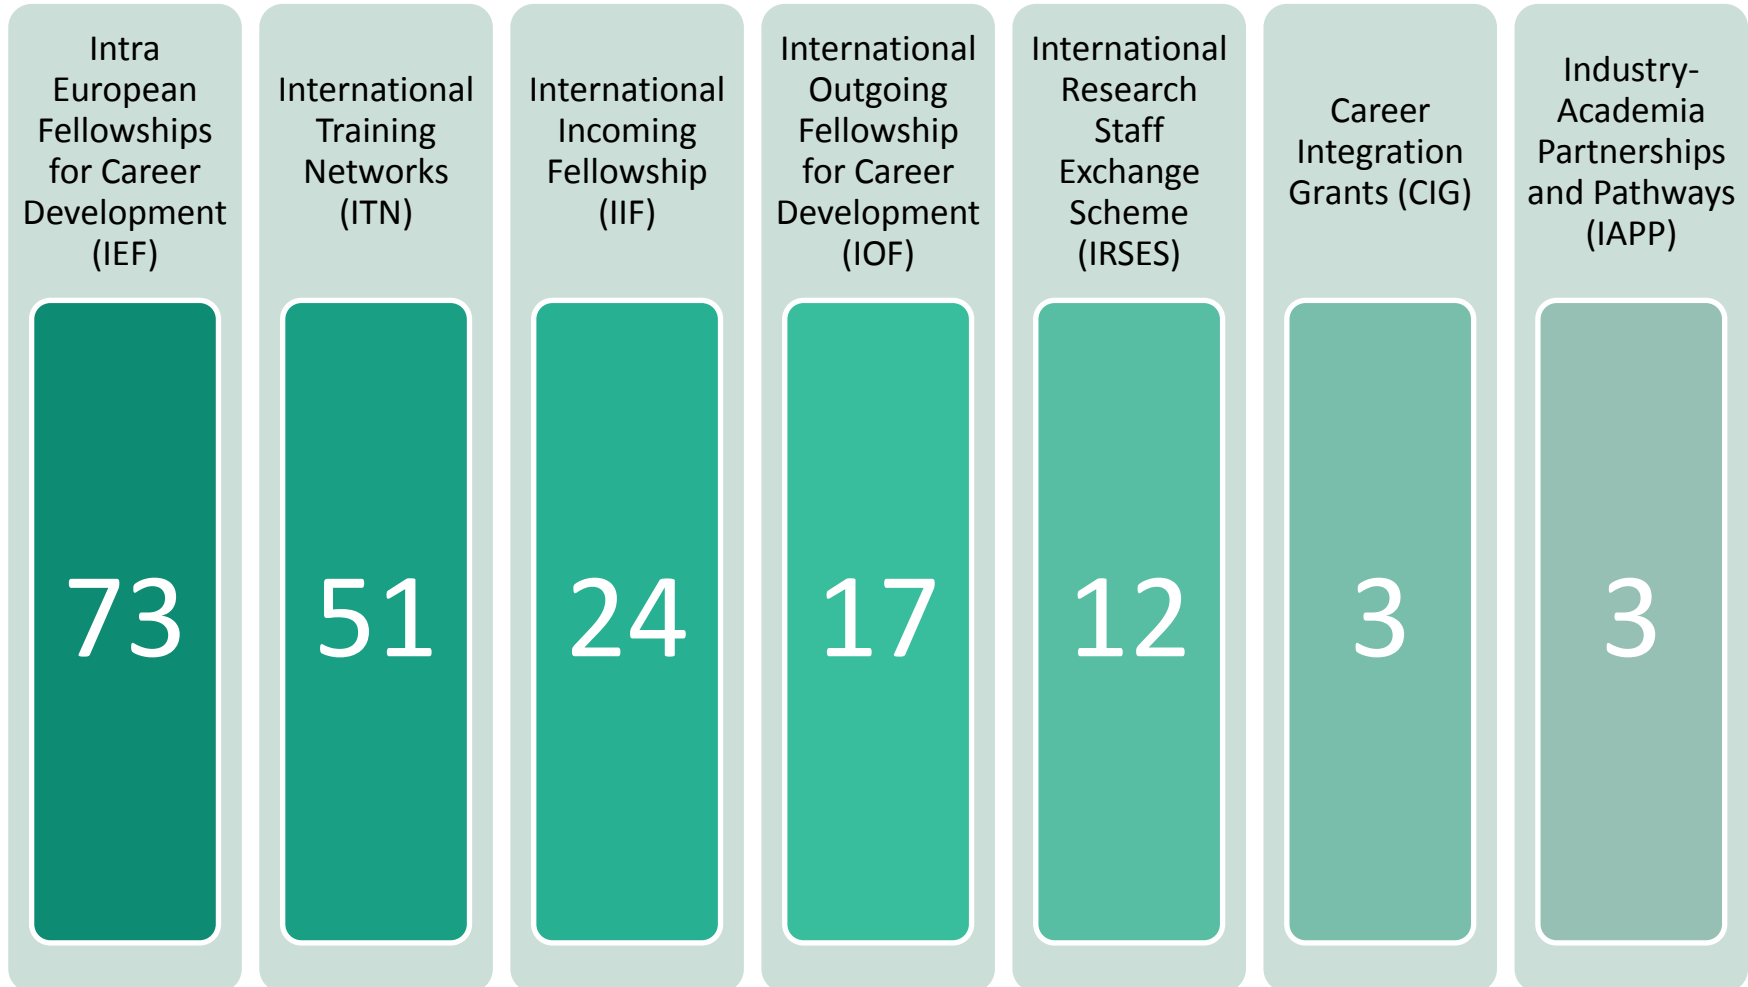 Intra
European
Fellowships
for Career
Development
(IEF)
73
International
Training
Networks
(ITN)
51
International
Incoming
Fellowship
(IIF)
24
International
Outgoing
Fellowship
for Career
Development
(IOF)
17
International
Research
Staff
Exchange
Scheme
(IRSES)
12
Career
Integration
Grants (CIG)
3
Industry-
Academia
Partnerships
and Pathways
(IAPP)
3